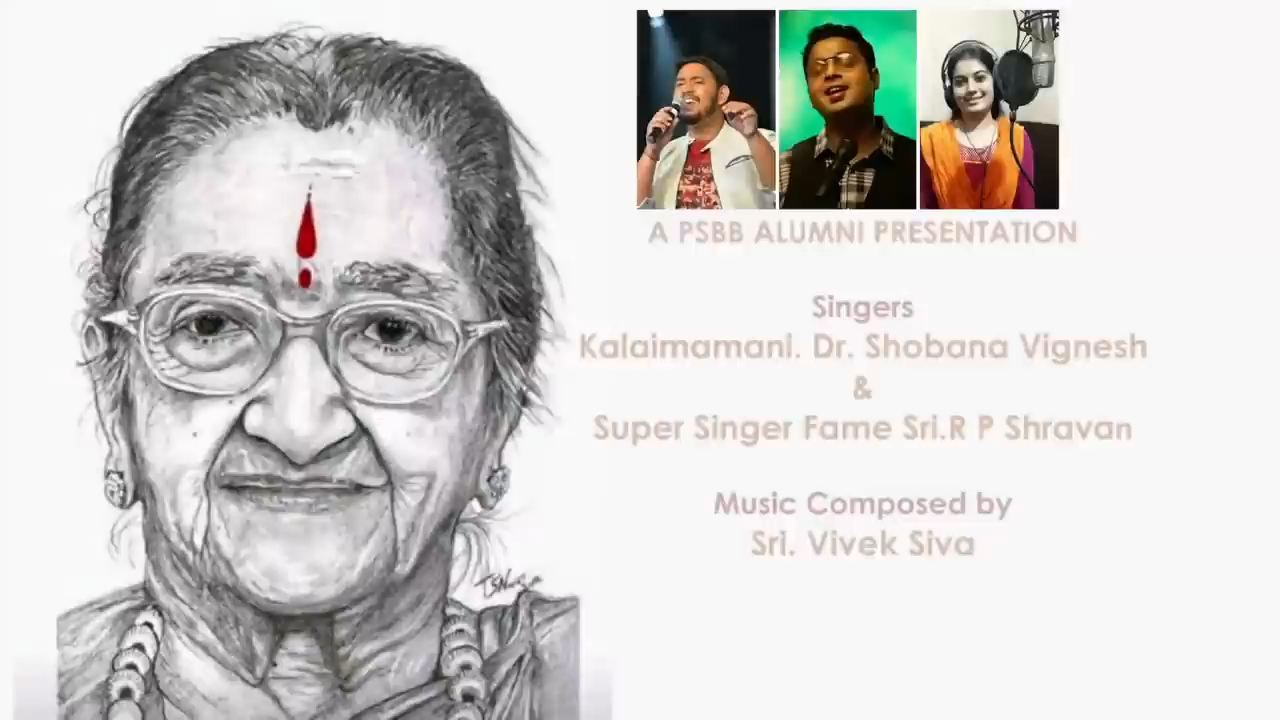 A PSBB ALUMNI PRESENTATION
Singers
Kalaimamani. Dr. Shobana Vignesh
&
Super Singer Fame Sri.R P Shravan
Music Composed by
Sri. Vivek Siva